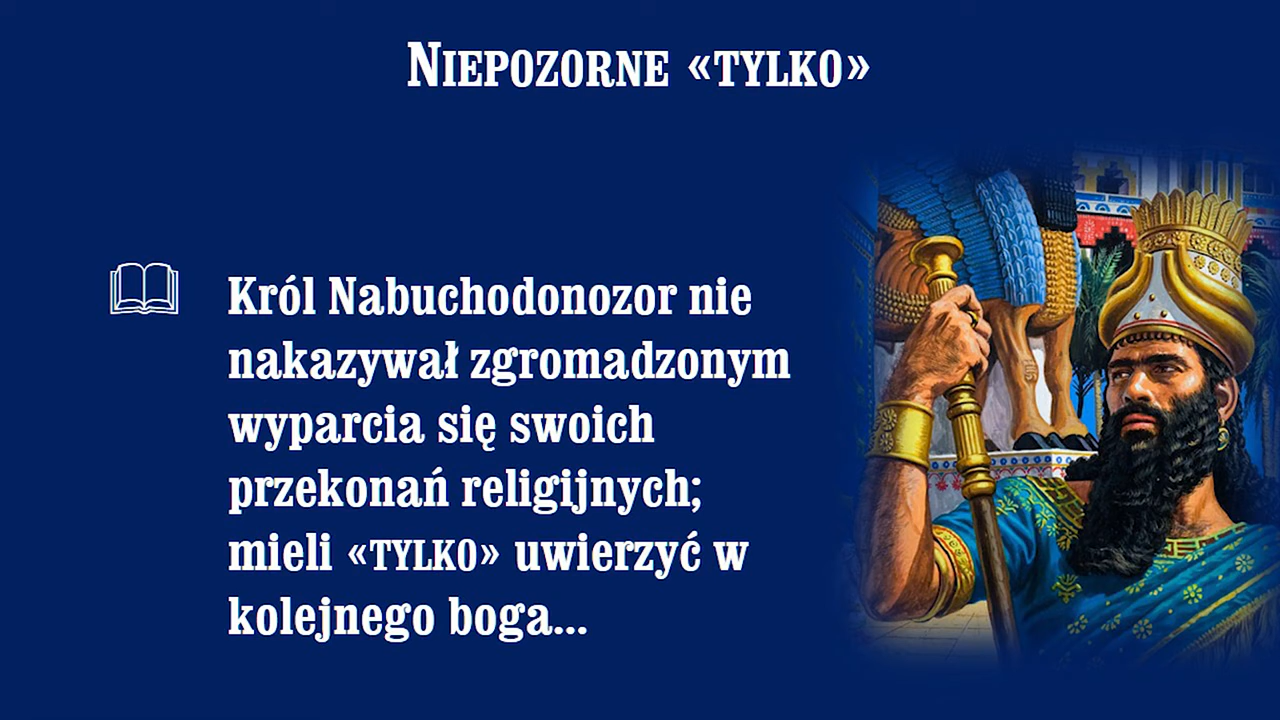 Niepozorne «tylko»
Król Nabuchodonozor nie
nakazywał zgromadzonym
wyparcia się swoich
przekonań religijnych;
mieli «TYLKO» uwierzyć w
kolejnego boga...